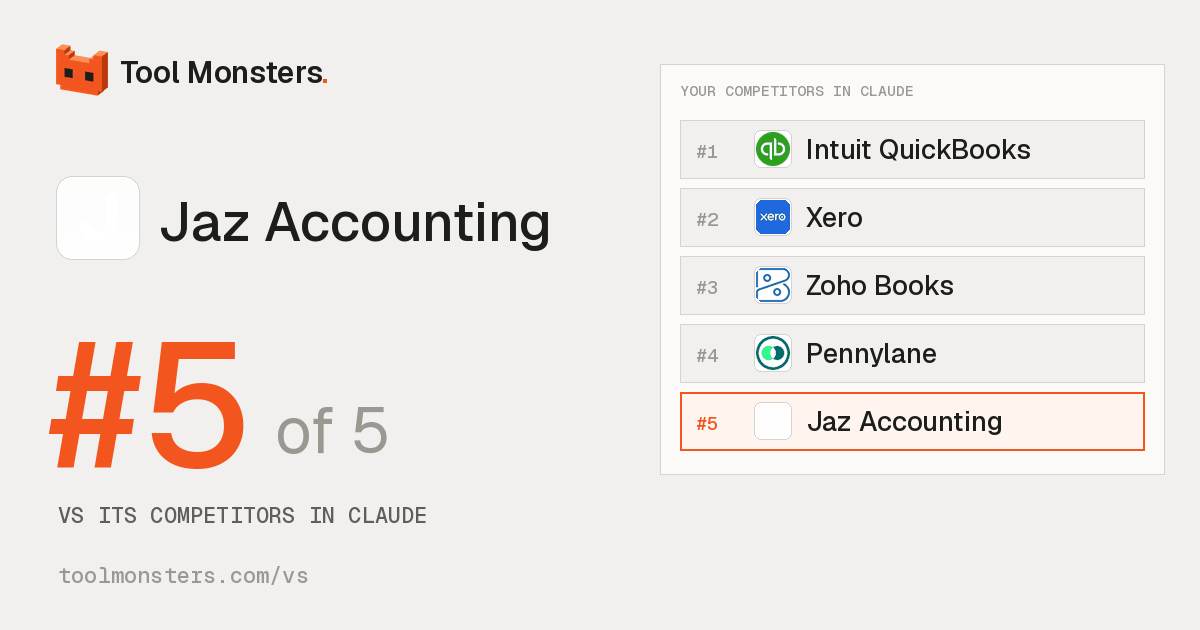 Tool Monsters.
Jaz Accounting
#5 of 5
VS ITS COMPETITORS IN CLAUDE
toolmonsters.com/vs
YOUR COMPETITORS IN CLAUDE
#1 qb Intuit QuickBooks
#2 xero Xero
#3 Zoho Books
#4 Pennylane
#5 Jaz Accounting